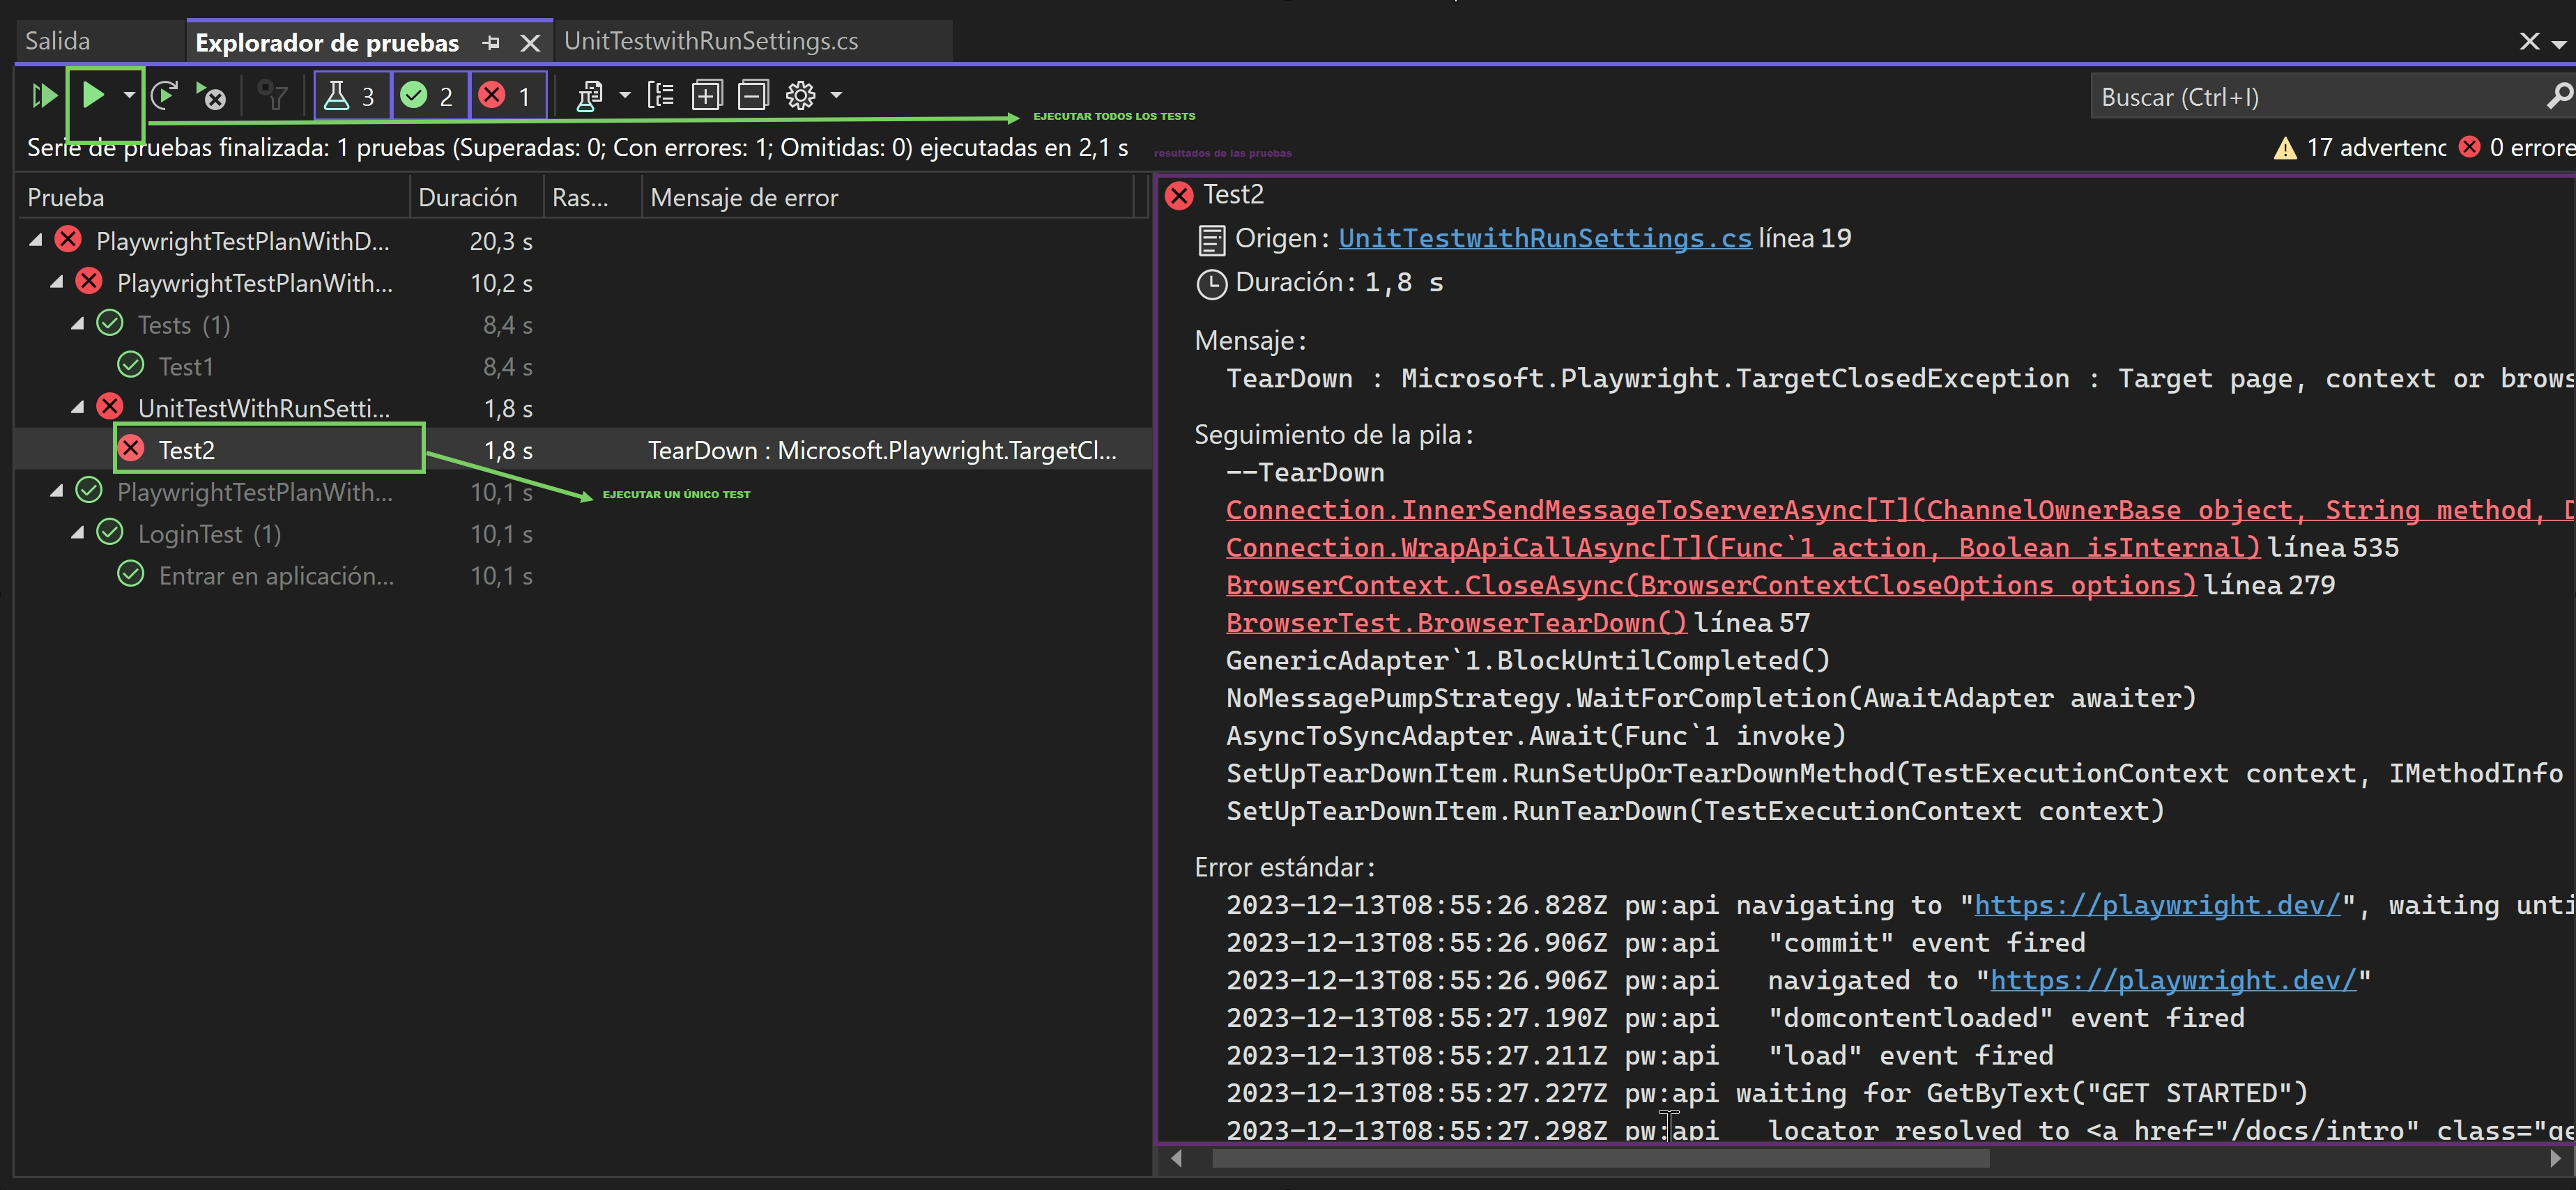 Salida
Explorador de pruebas
UnitTestwithRunSettings.cs
3
2
1
Buscar (Ctrl+I)
EJECUTAR TODOS LOS TESTS
Serie de pruebas finalizada: 1 pruebas (Superadas: 0; Con errores: 1; Omitidas: 0) ejecutadas en 2,1 s
resultados de las pruebas
17 advertenc
0 errore
Prueba Duración Ras... Mensaje de error
PlaywrightTestPlanWithD... 20,3 s
PlaywrightTestPlanWith... 10,2 s
Tests (1) 8,4 s
Test1 8,4 s
UnitTestWithRunSetti... 1,8 s
Test2 1,8 s TearDown : Microsoft.Playwright.TargetCl...
PlaywrightTestPlanWith... 10,1 s
EJECUTAR UN ÚNICO TEST
LoginTest (1) 10,1 s
Entrar en aplicación... 10,1 s
Test2
Origen: UnitTestwithRunSettings.cs línea 19
Duración: 1,8 s
Mensaje:
TearDown : Microsoft.Playwright.TargetClosedException : Target page, context or brows
Seguimiento de la pila:
--TearDown
Connection.InnerSendMessageToServerAsync[T](ChannelOwnerBase object, String method, D
Connection.WrapApiCallAsync[T](Func`1 action, Boolean isInternal) línea 535
BrowserContext.CloseAsync(BrowserContextCloseOptions options) línea 279
BrowserTest.BrowserTearDown() línea 57
GenericAdapter`1.BlockUntilCompleted()
NoMessagePumpStrategy.WaitForCompletion(AwaitAdapter awaiter)
AsyncToSyncAdapter.Await(Func`1 invoke)
SetUpTearDownItem.RunSetUpOrTearDownMethod(TestExecutionContext context, IMethodInfo
SetUpTearDownItem.RunTearDown(TestExecutionContext context)
Error estándar:
2023-12-13T08:55:26.828Z pw:api navigating to "https://playwright.dev/", waiting unti
2023-12-13T08:55:26.906Z pw:api "commit" event fired
2023-12-13T08:55:26.906Z pw:api navigated to "https://playwright.dev/"
2023-12-13T08:55:27.190Z pw:api "domcontentloaded" event fired
2023-12-13T08:55:27.211Z pw:api "load" event fired
2023-12-13T08:55:27.227Z pw:api waiting for GetByText("GET STARTED")
2023-12-13T08:55:27.298Z pw:api locator resolved to <a href="/docs/intro" class="ge